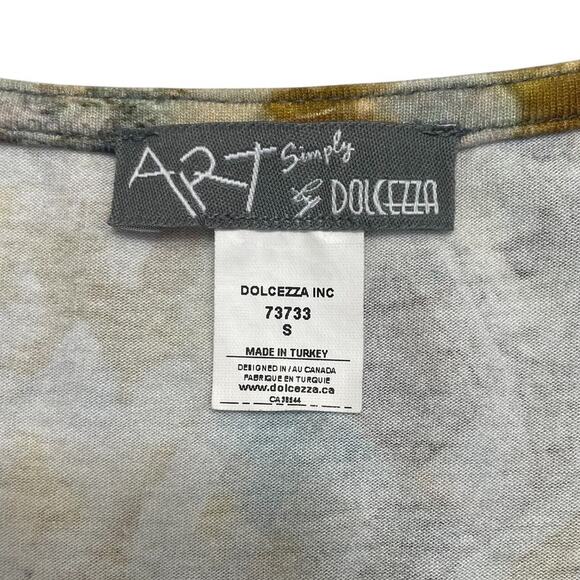 ART Simply by DOLCEZZA
DOLCEZZA INC
73733
S
MADE IN TURKEY
DESIGNED IN / AU CANADA
FABRIQUE EN TURQUIE
www.dolcezza.ca